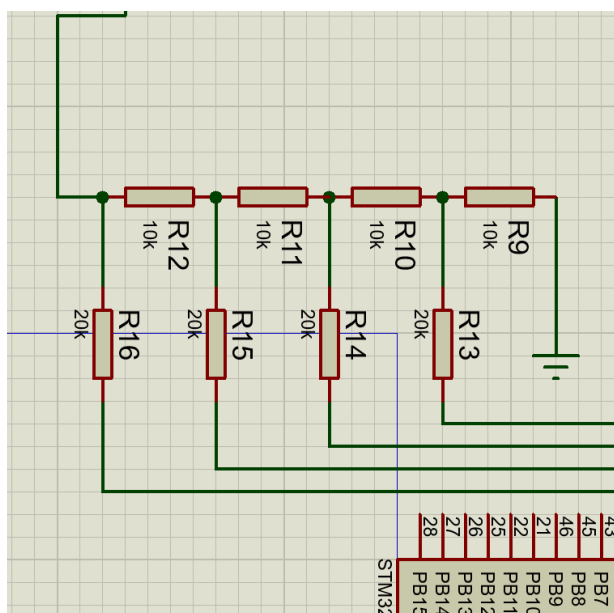 R12
10k
R11
10k
R10
10k
R9
10k
R16
20k
R15
20k
R14
20k
R13
20k
28
27
26
25
22
21
46
45
43
STM32
PB15
PB14
PB13
PB12
PB11
PB10
PB9
PB8
PB7